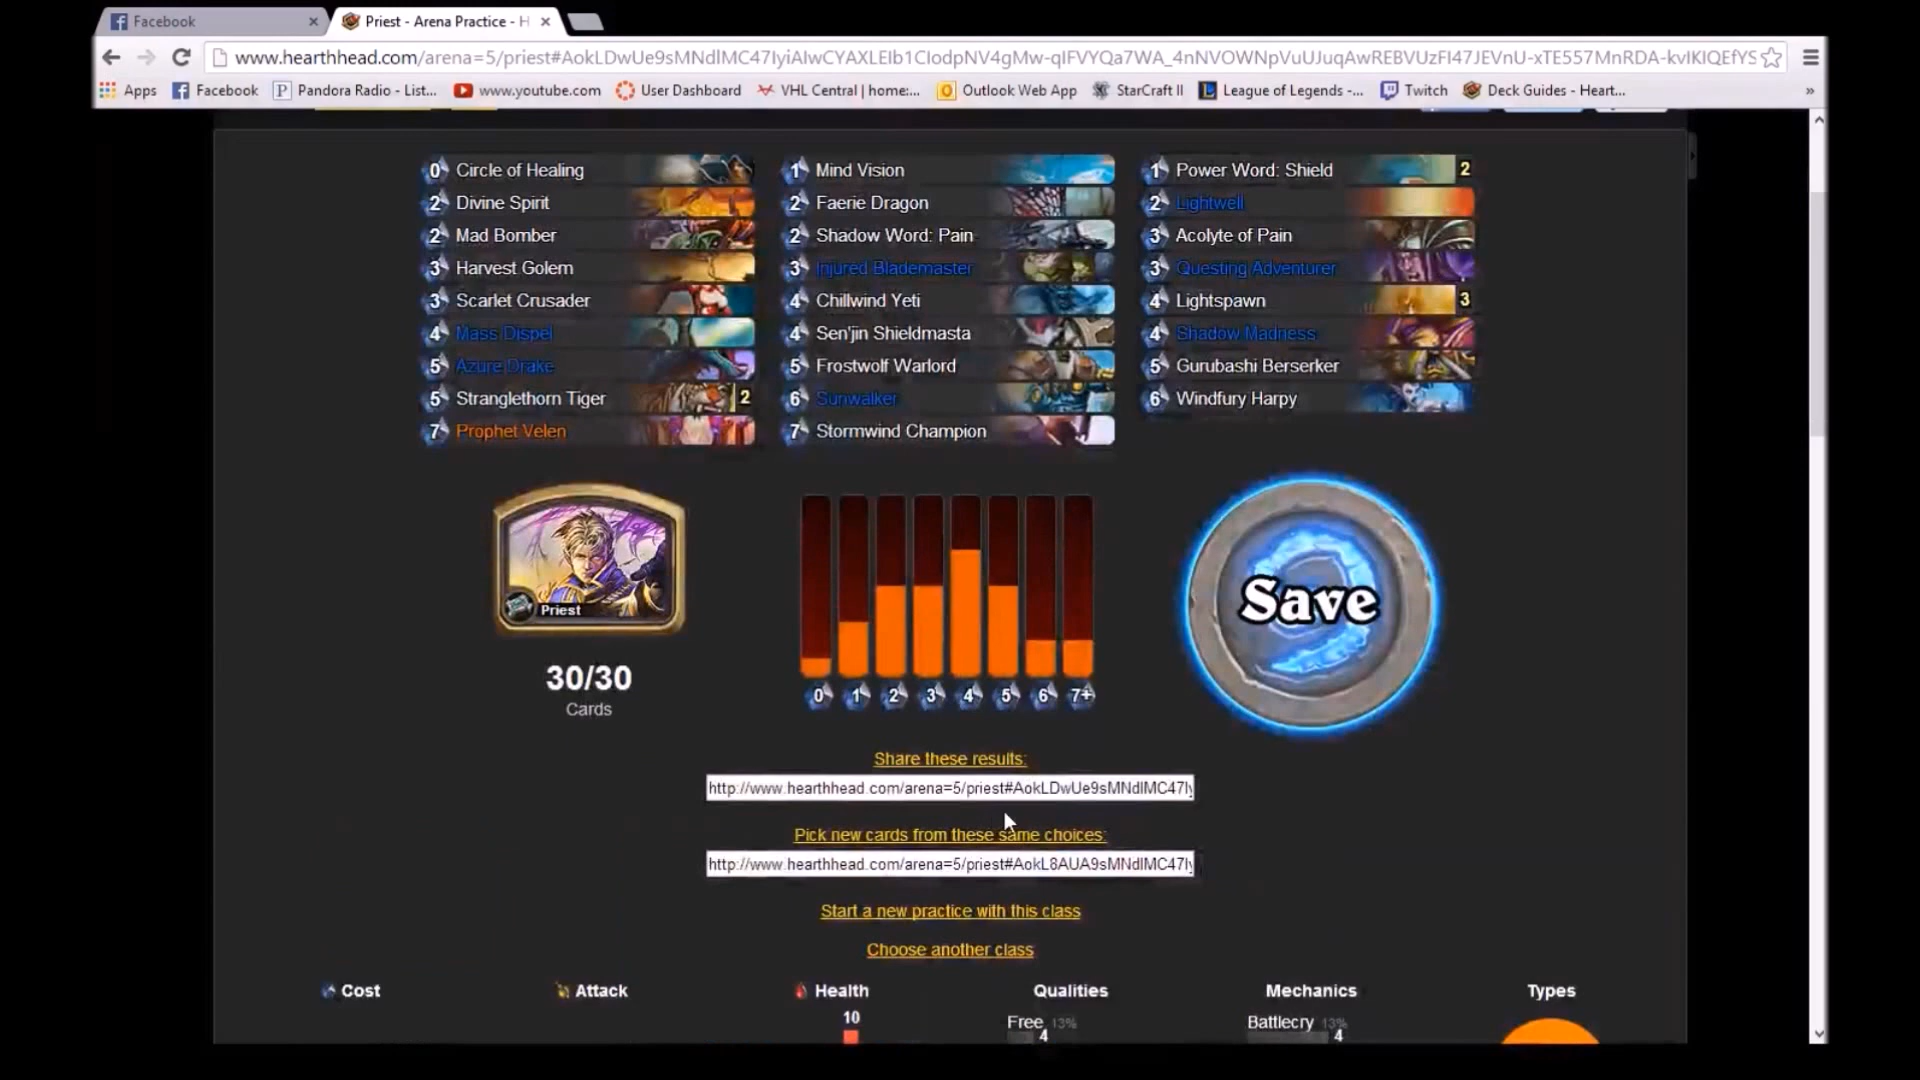 Facebook
Priest - Arena Practice - H
www.hearthhead.com/arena=5/priest#AokLDwUe9sMNdlMC47IyiAIwCYAXLEIb1CIodpNV4gMw-qIFVYQa7WA_4nNVOWNpVuUJuqAwREBVUzFI47JEVnU-xTE557MnRDA-kvIKIQEfYS
Apps Facebook Pandora Radio - List... www.youtube.com User Dashboard VHL Central | home:... Outlook Web App StarCraft II League of Legends -... Twitch Deck Guides - Heart... »
0 Circle of Healing 1 Mind Vision 1 Power Word: Shield 2
2 Divine Spirit 2 Faerie Dragon 2 Lightwell
2 Mad Bomber 2 Shadow Word: Pain 3 Acolyte of Pain
3 Harvest Golem 3 Injured Blademaster 3 Questing Adventurer
3 Scarlet Crusader 4 Chillwind Yeti 4 Lightspawn 3
4 Mass Dispel 4 Sen'jin Shieldmasta 4 Shadow Madness
5 Azure Drake 5 Frostwolf Warlord 5 Gurubashi Berserker
5 Stranglethorn Tiger 2 6 Sunwalker 6 Windfury Harpy
7 Prophet Velen 7 Stormwind Champion
Priest
Save
30/30
Cards
0 1 2 3 4 5 6 7+
Share these results:
http://www.hearthhead.com/arena=5/priest#AokLDwUe9sMNdlMC47Iy
Pick new cards from these same choices:
http://www.hearthhead.com/arena=5/priest#AokL8AUA9sMNdlMC47Iy
Start a new practice with this class
Choose another class
Cost Attack Health Qualities Mechanics Types
10
Free 13% Battlecry 13%
4 4